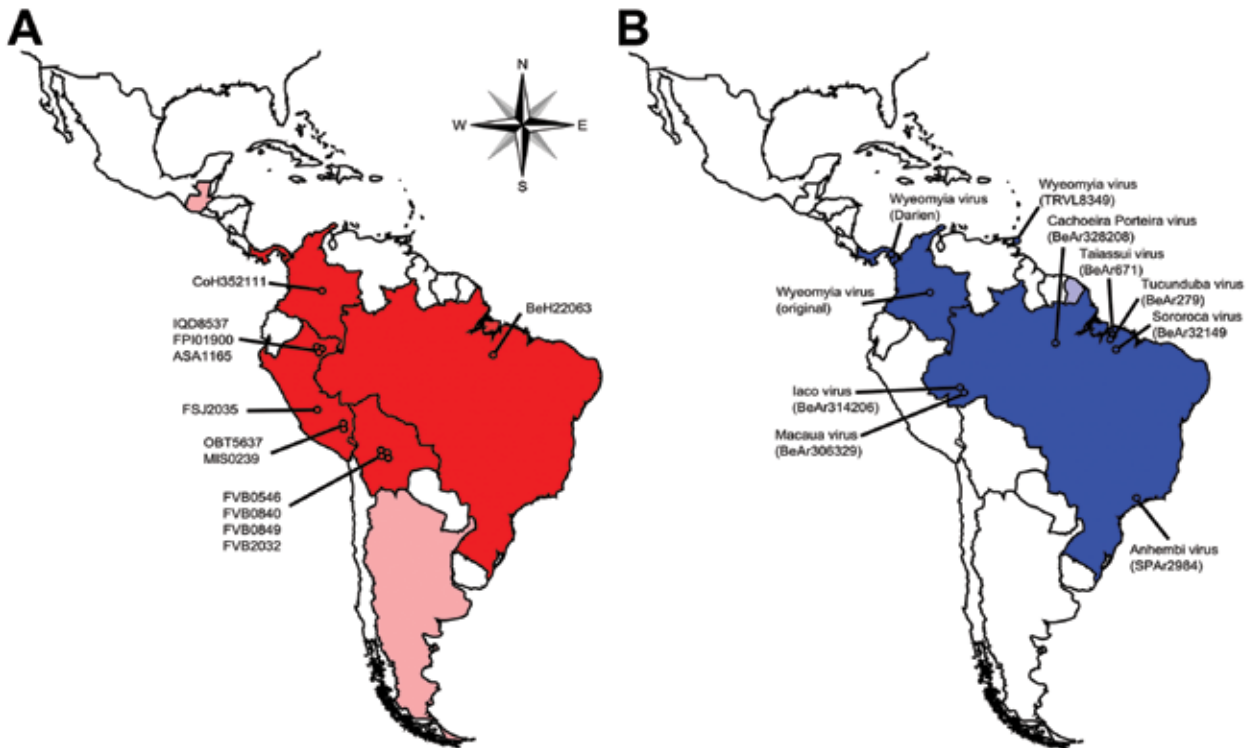 A
B
N
W
E
S
CoH352111
IQD8537
FPI01900
ASA1165
BeH22063
FSJ2035
OBT5637
MIS0239
FVB0546
FVB0840
FVB0849
FVB2032
Wyeomyia virus
(Darien)
Wyeomyia virus
(TRVL8349)
Cachoeira Porteira virus
(BeAr328208)
Taiassui virus
(BeAr671)
Tucunduba virus
(BeAr279)
Sororoca virus
(BeAr32149
Wyeomyia virus
(original)
Iaco virus
(BeAr314206)
Macaua virus
(BeAr306329)
Anhembi virus
(SPAr2984)